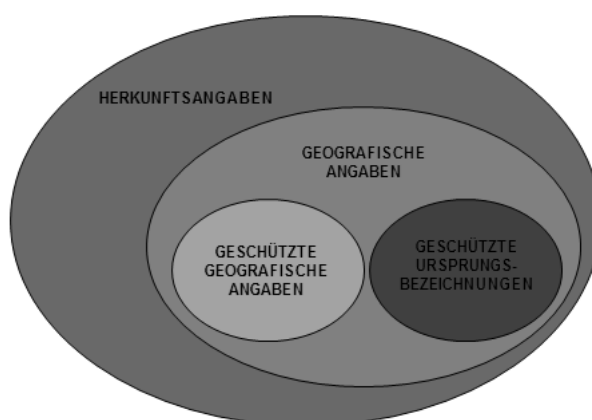 HERKUNFTSANGABEN
GEOGRAFISCHE
ANGABEN
GESCHÜTZTE
GEOGRAFISCHE
ANGABEN
GESCHÜTZTE
URSPRUNGS-
BEZEICHNUNGEN